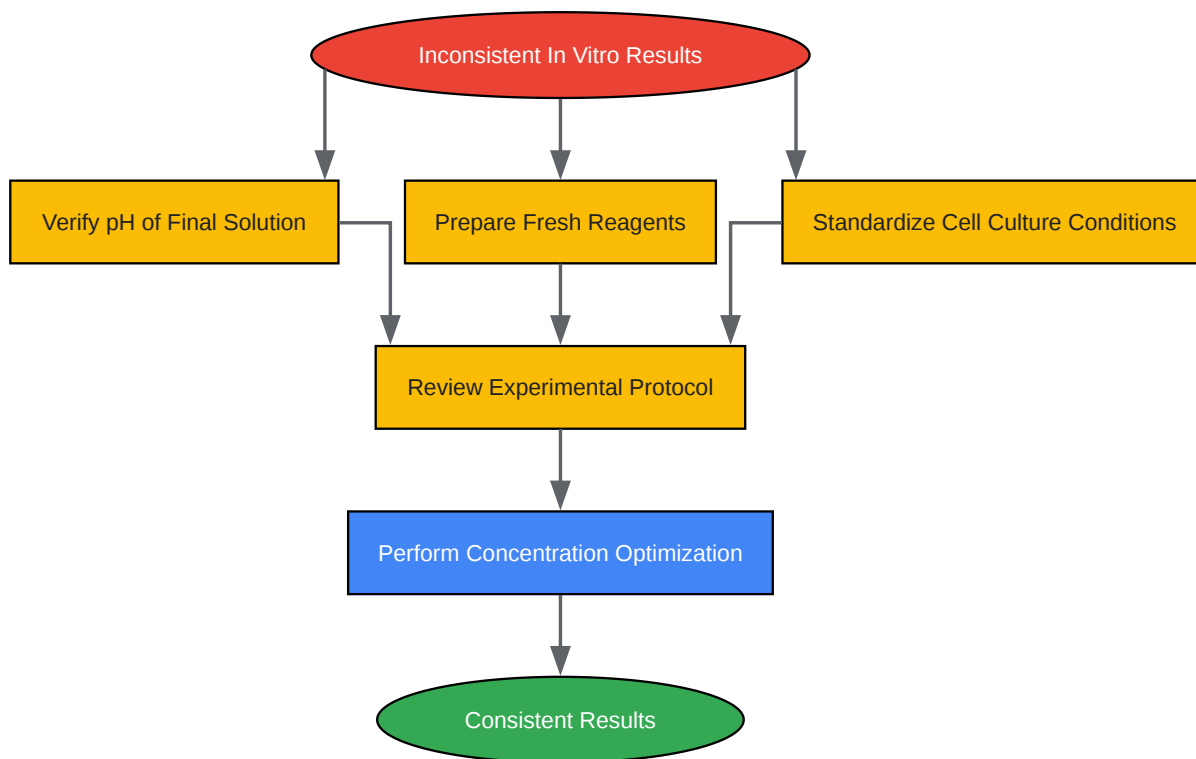 Inconsistent In Vitro Results
Verify pH of Final Solution
Prepare Fresh Reagents
Standardize Cell Culture Conditions
Review Experimental Protocol
Perform Concentration Optimization
Consistent Results